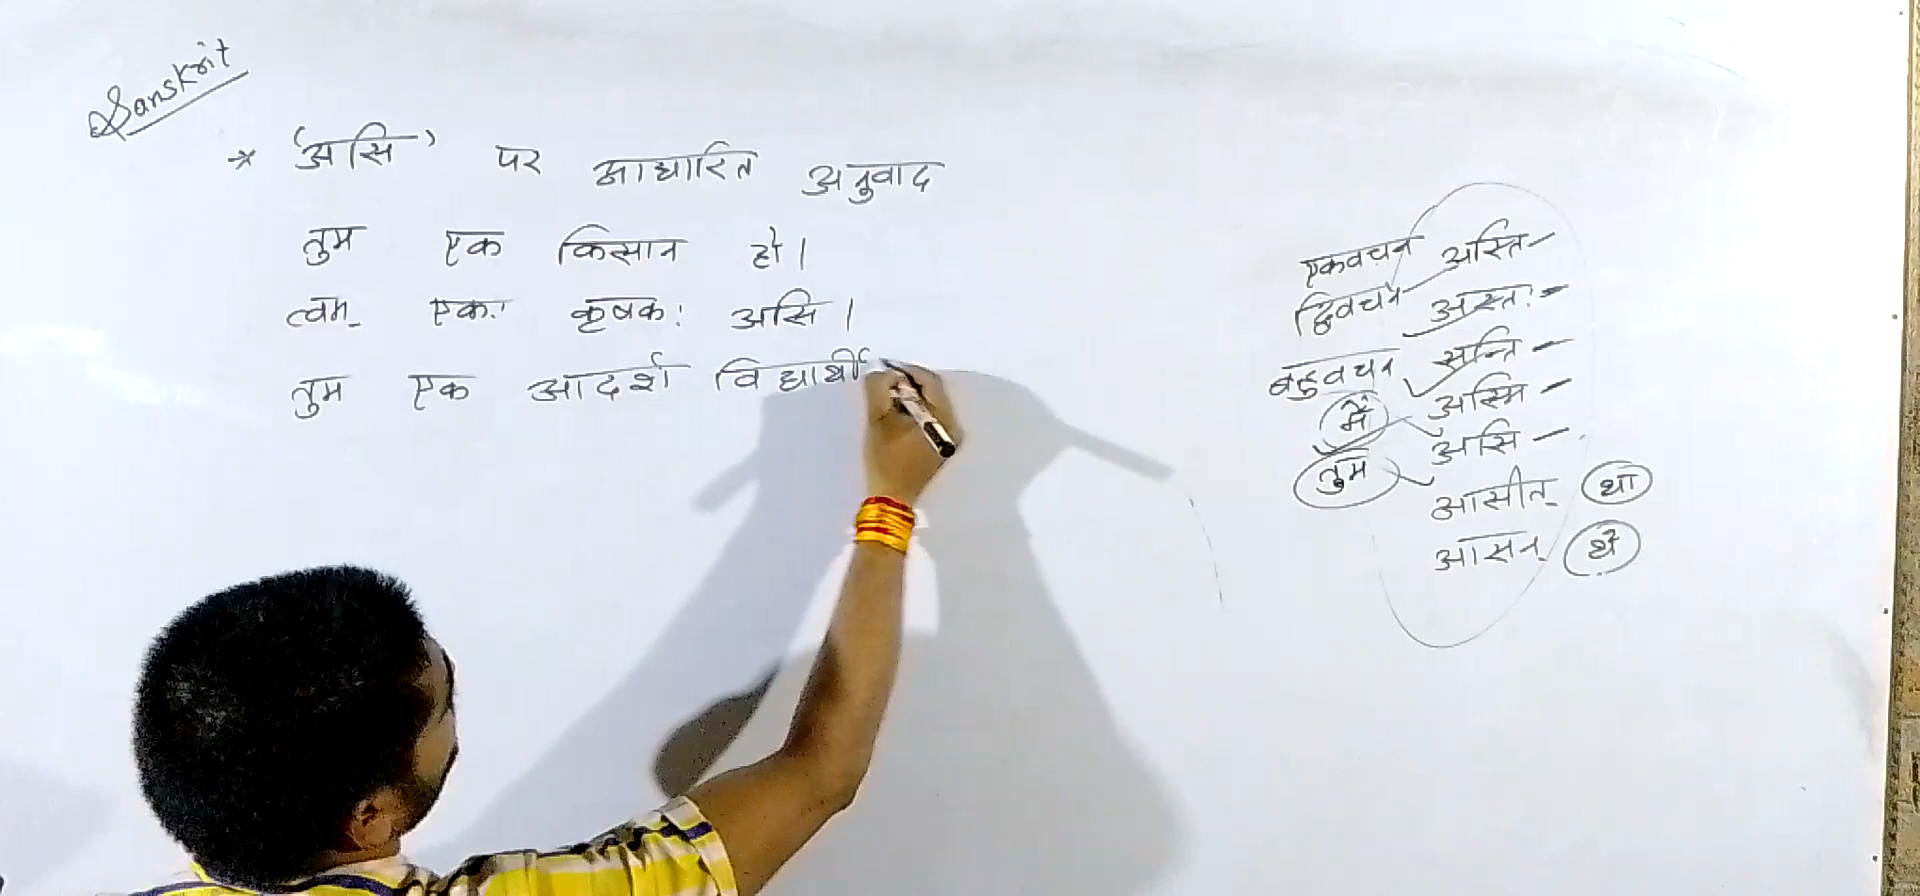 Sanskrit
* 'असि' पर आधारित अनुवाद
तुम एक किसान हो।
त्वम् एकः कृषकः असि।
तुम एक आदर्श विद्यार्थी
एकवचन अस्ति –
द्विवचन अस्तः –
बहुवचन सन्ति –
मैं अस्मि –
तुम असि –
आसीत् था
आसन् थे